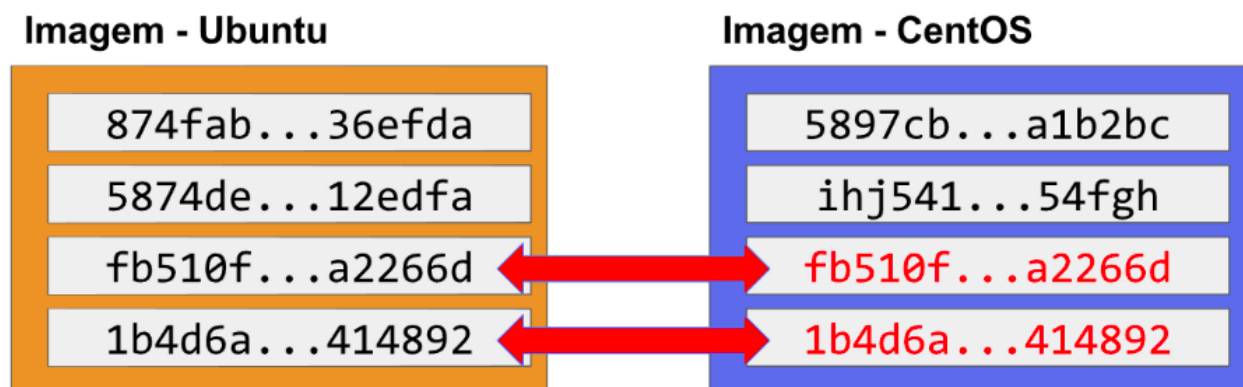 Imagem - Ubuntu
874fab...36efda
5874de...12edfa
fb510f...a2266d
1b4d6a...414892
Imagem - CentOS
5897cb...a1b2bc
ihj541...54fgh
fb510f...a2266d
1b4d6a...414892